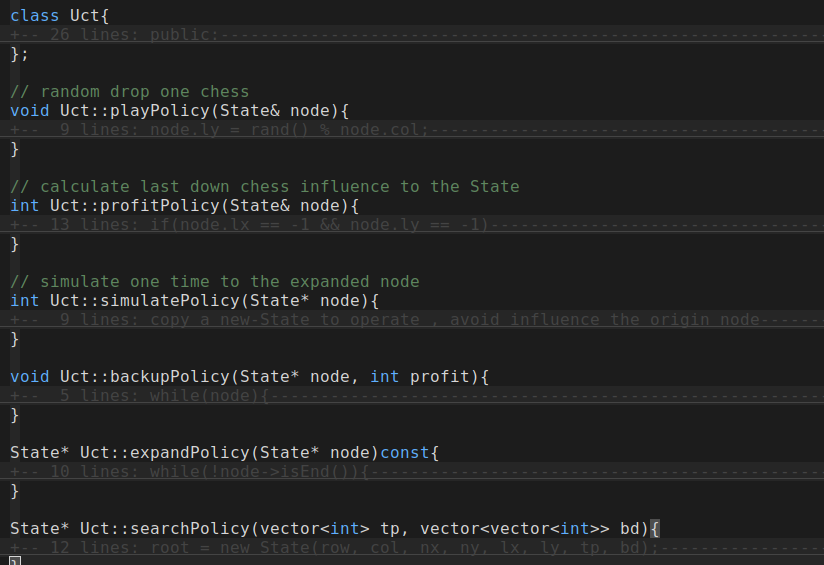 class Uct{
+-- 26 lines: public:------------------------------------------------------------
};
// random drop one chess
void Uct::playPolicy(State& node){
+--  9 lines: node.ly = rand() % node.col;---------------------------------------
}
// calculate last down chess influence to the State
int Uct::profitPolicy(State& node){
+-- 13 lines: if(node.lx == -1 && node.ly == -1)---------------------------------
}
// simulate one time to the expanded node
int Uct::simulatePolicy(State* node){
+--  9 lines: copy a new-State to operate , avoid influence the origin node------
}
void Uct::backupPolicy(State* node, int profit){
+--  5 lines: while(node){-------------------------------------------------------
}
State* Uct::expandPolicy(State* node)const{
+-- 10 lines: while(!node->isEnd()){---------------------------------------------
}
State* Uct::searchPolicy(vector<int> tp, vector<vector<int>> bd){
+-- 12 lines: root = new State(row, col, nx, ny, lx, ly, tp, bd);----------------
}